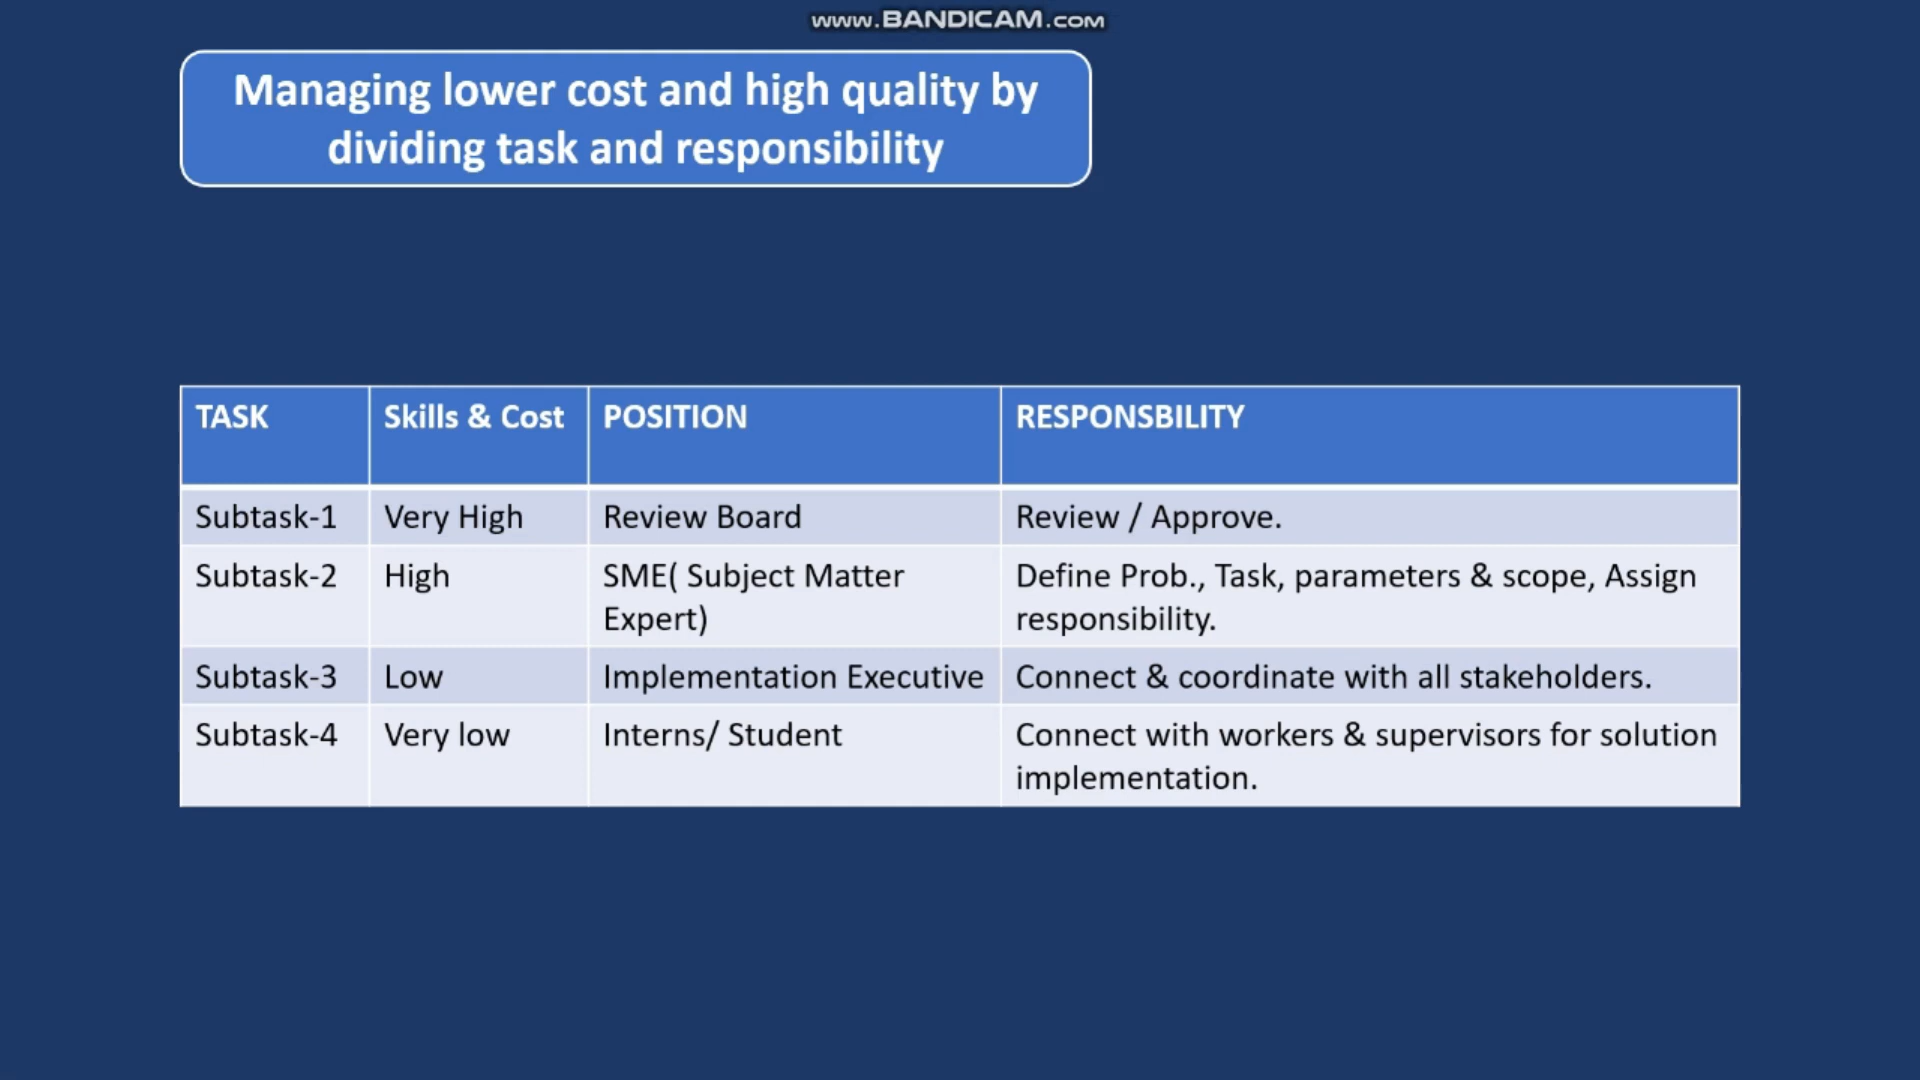 www.BANDICAM.com
Managing lower cost and high quality by
dividing task and responsibility
TASK Skills & Cost POSITION RESPONSBILITY
Subtask-1 Very High Review Board Review / Approve.
Subtask-2 High SME( Subject Matter Define Prob., Task, parameters & scope, Assign
Expert) responsibility.
Subtask-3 Low Implementation Executive Connect & coordinate with all stakeholders.
Subtask-4 Very low Interns/ Student Connect with workers & supervisors for solution
implementation.